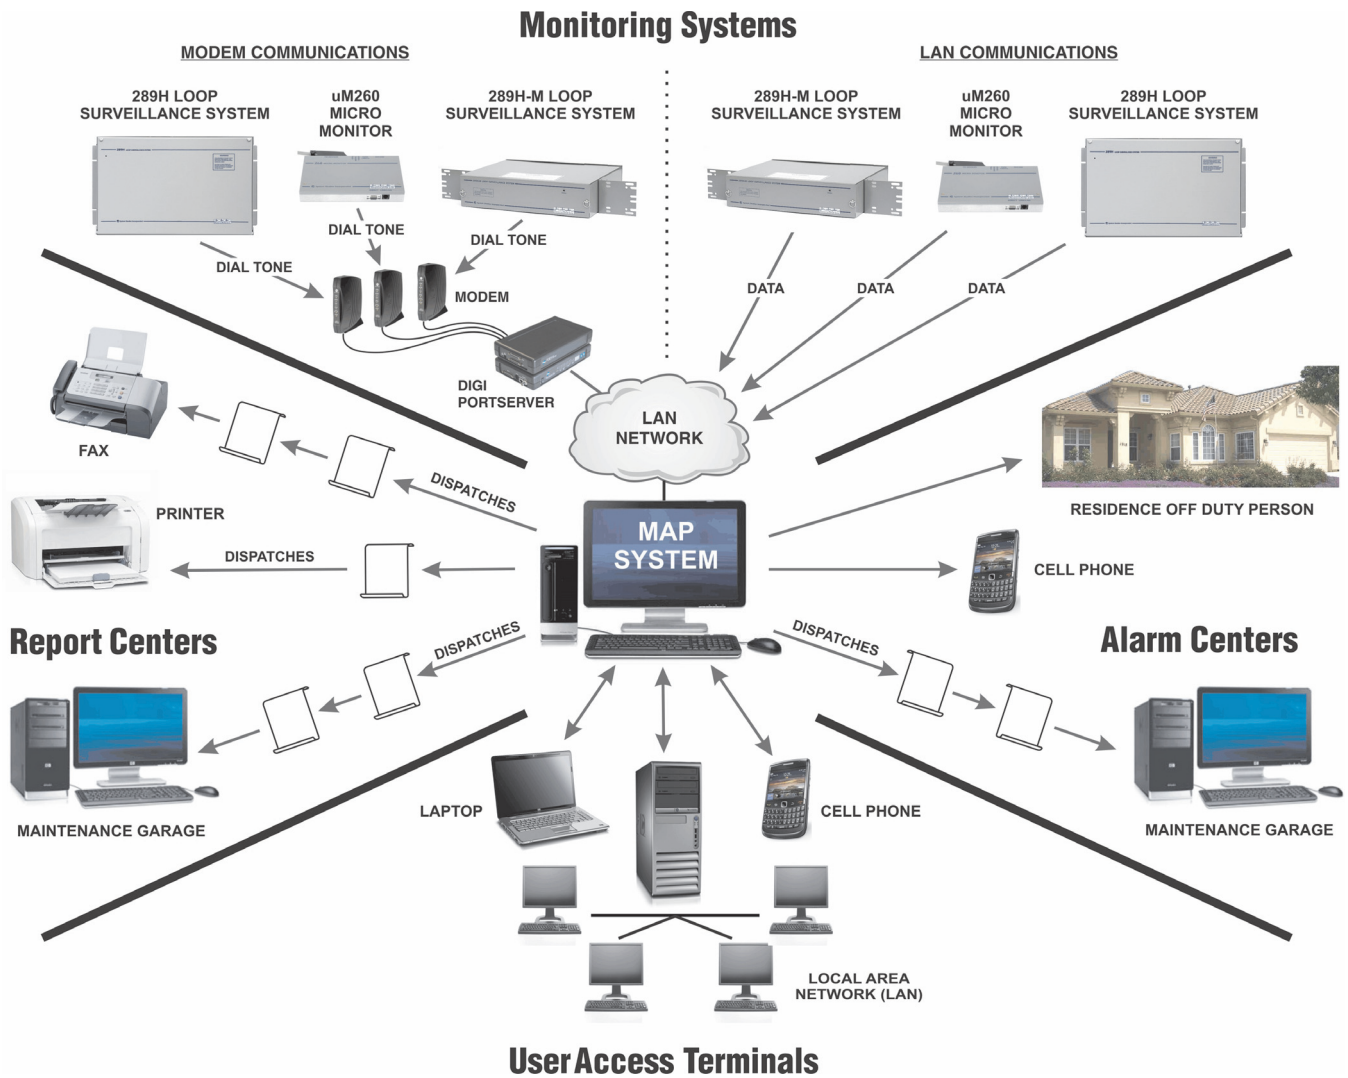 Monitoring Systems
MODEM COMMUNICATIONS
LAN COMMUNICATIONS
289H LOOP
SURVEILLANCE SYSTEM
uM260
MICRO
MONITOR
289H-M LOOP
SURVEILLANCE SYSTEM
289H-M LOOP
SURVEILLANCE SYSTEM
uM260
MICRO
MONITOR
289H LOOP
SURVEILLANCE SYSTEM
DIAL TONE
DIAL TONE
DIAL TONE
MODEM
DATA
DATA
DATA
DIGI
PORTSERVER
LAN
NETWORK
FAX
DISPATCHES
PRINTER
DISPATCHES
MAP
SYSTEM
RESIDENCE OFF DUTY PERSON
CELL PHONE
Report Centers
DISPATCHES
DISPATCHES
Alarm Centers
MAINTENANCE GARAGE
LAPTOP
CELL PHONE
MAINTENANCE GARAGE
LOCAL AREA
NETWORK (LAN)
User Access Terminals